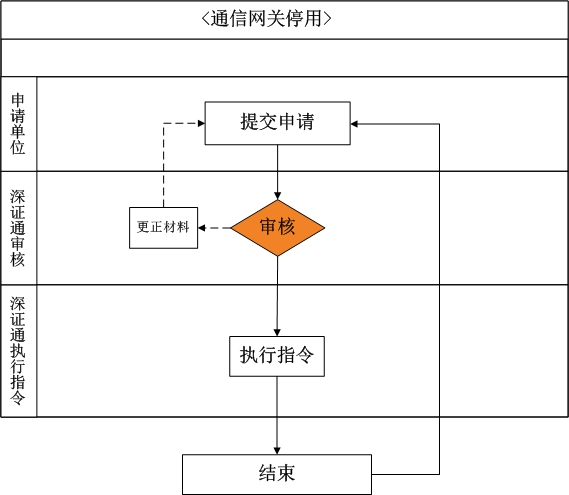 <通信网关停用>
申请单位
提交申请
深证通审核
更正材料
审核
深证通执行指令
执行指令
结束